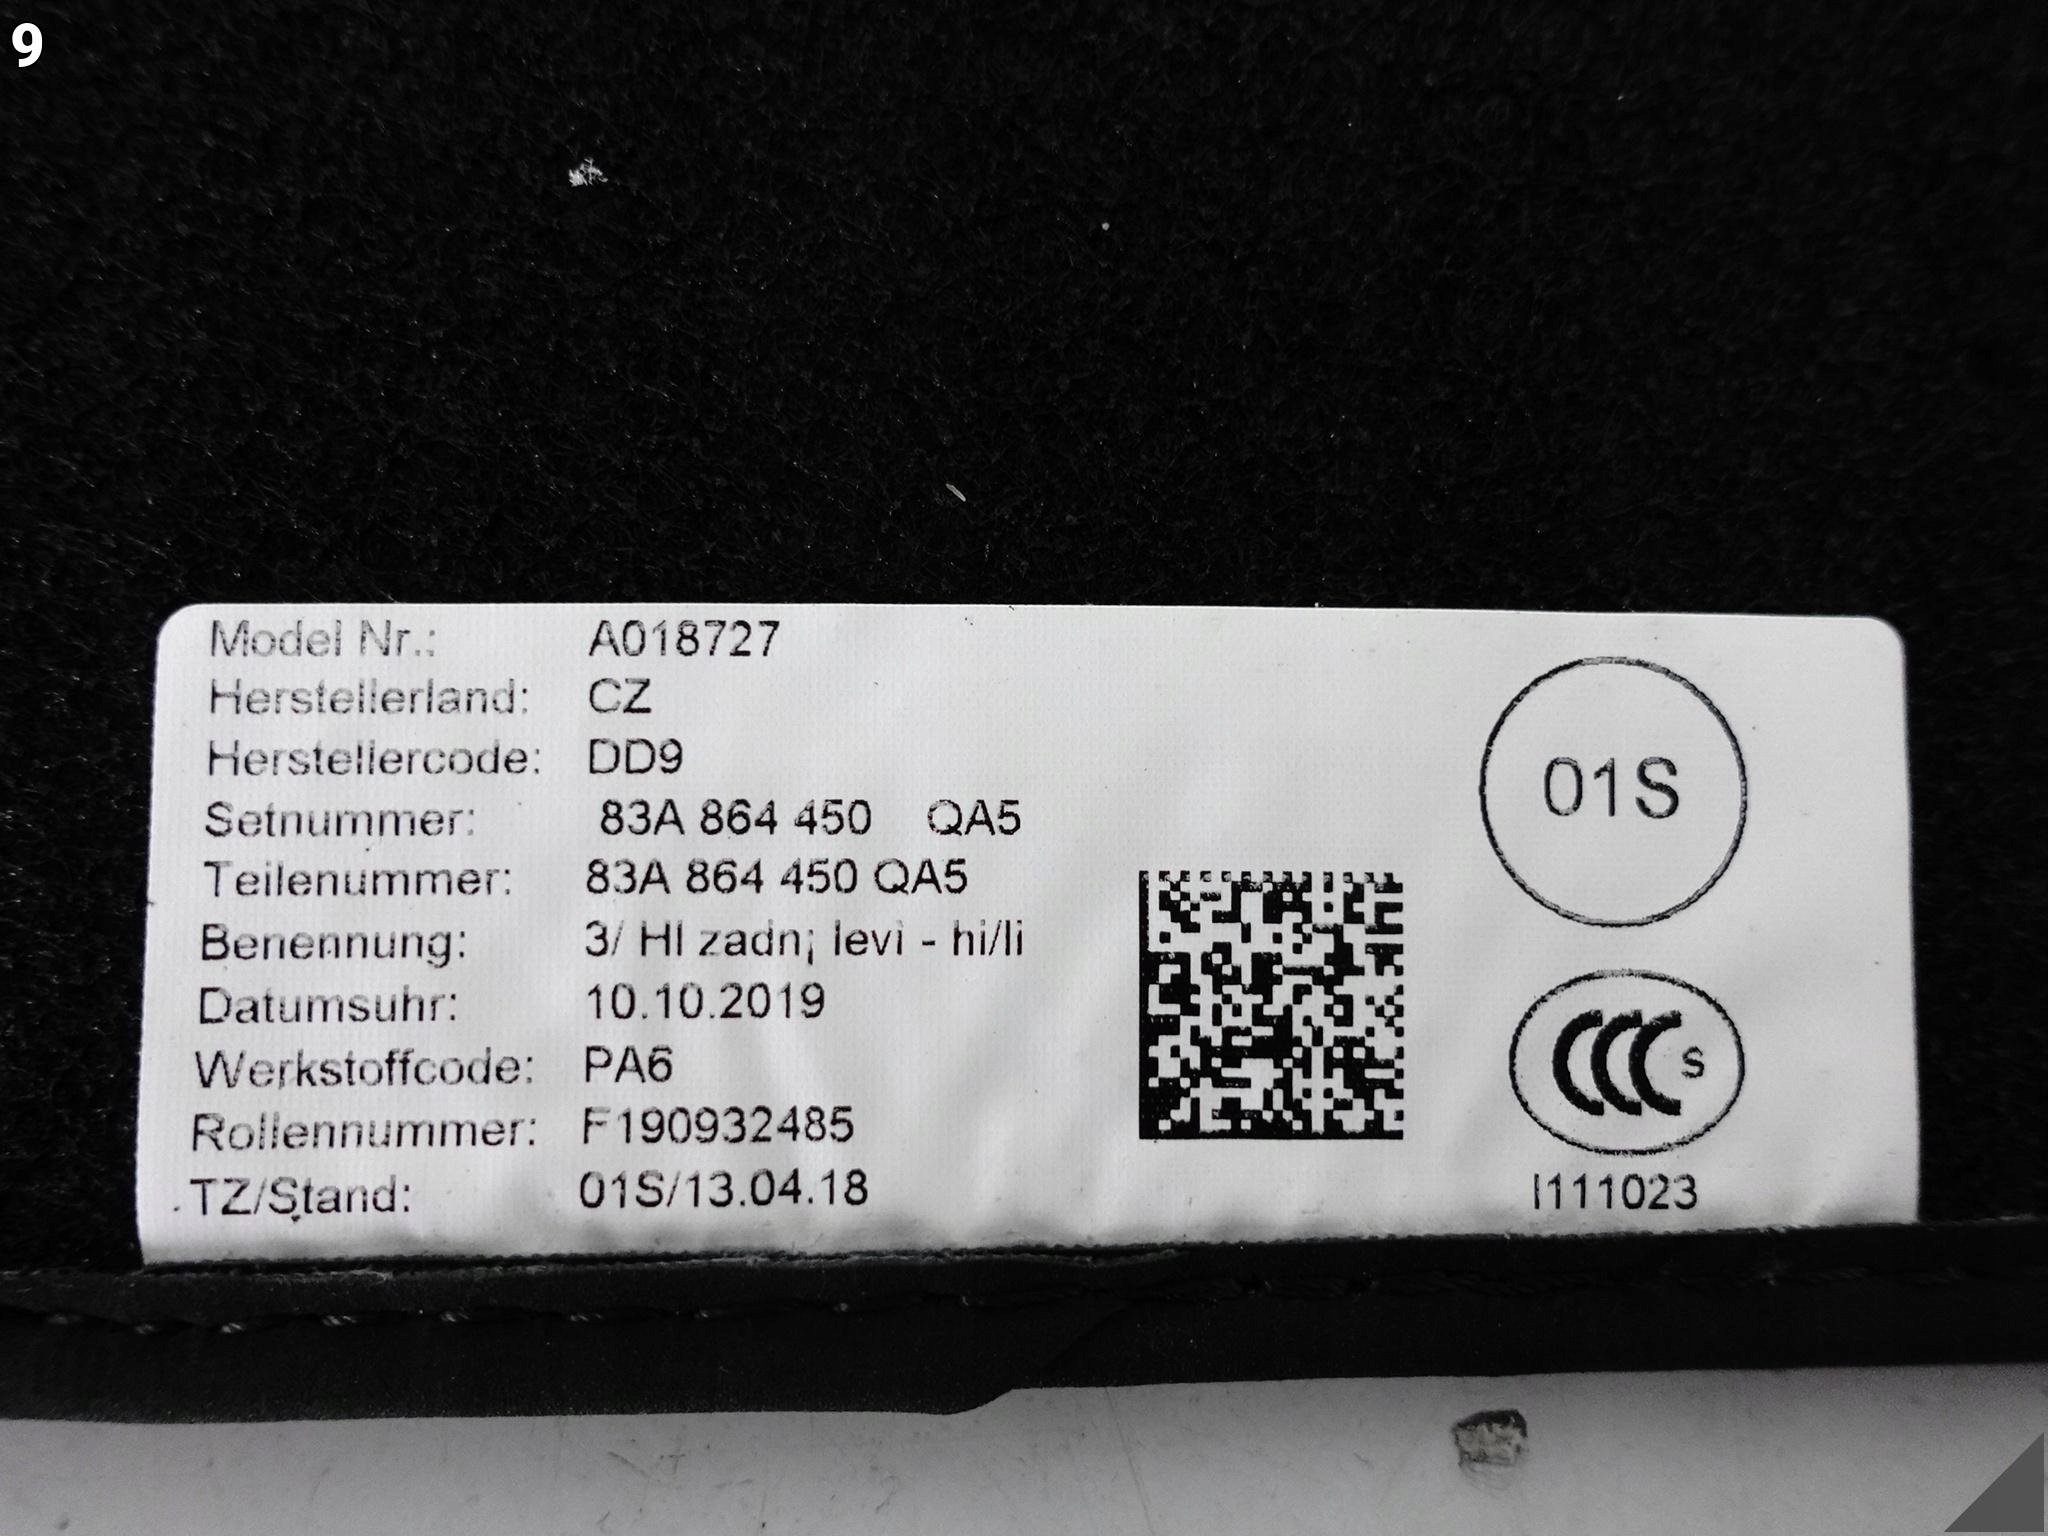 9
Model Nr.: A018727
Herstellerland: CZ
Herstellercode: DD9
Setnummer: 83A 864 450 QA5
Teilenummer: 83A 864 450 QA5
Benennung: 3/ Hl zadn¡ levì - hi/li
Datumsuhr: 10.10.2019
Werkstoffcode: PA6
Rollennummer: F190932485
TZ/Stand: 01S/13.04.18
01S
CCC S
I111023